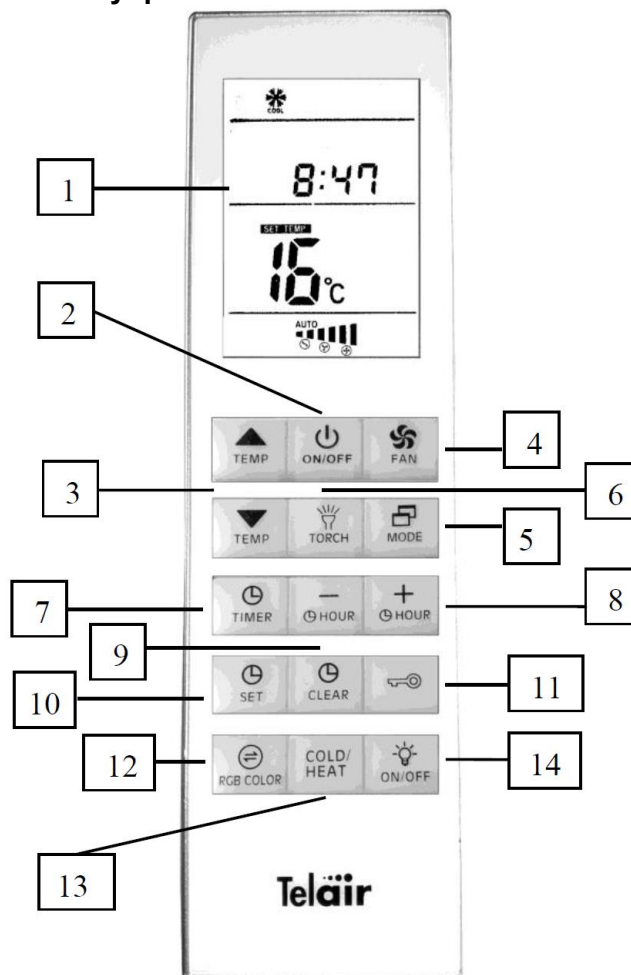 COOL
8:47
1
SET TEMP
16°C
2
AUTO
TEMP ON/OFF FAN
4
3
6
TEMP TORCH MODE
5
7
TIMER − HOUR + HOUR
8
9
10
SET CLEAR
11
12
RGB COLOR COLD/HEAT ON/OFF
14
13
Telair